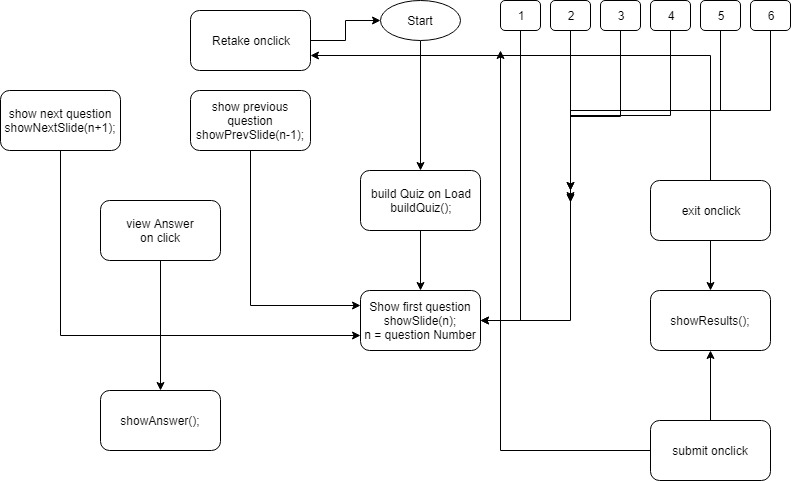 Retake onclick
Start
1
2
3
4
5
6
show next question
showNextSlide(n+1);
show previous
question
showPrevSlide(n-1);
build Quiz on Load
buildQuiz();
view Answer
on click
exit onclick
Show first question
showSlide(n);
n = question Number
showResults();
showAnswer();
submit onclick